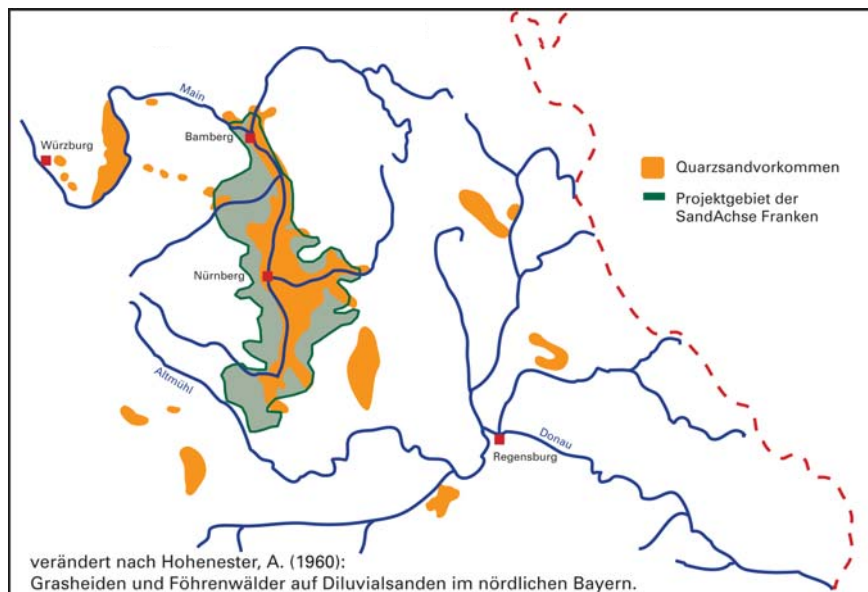 Main
Würzburg
Bamberg
Quarzsandvorkommen
Projektgebiet der
SandAchse Franken
Nürnberg
Altmühl
Donau
Regensburg
verändert nach Hohenester, A. (1960):
Grasheiden und Föhrenwälder auf Diluvialsanden im nördlichen Bayern.